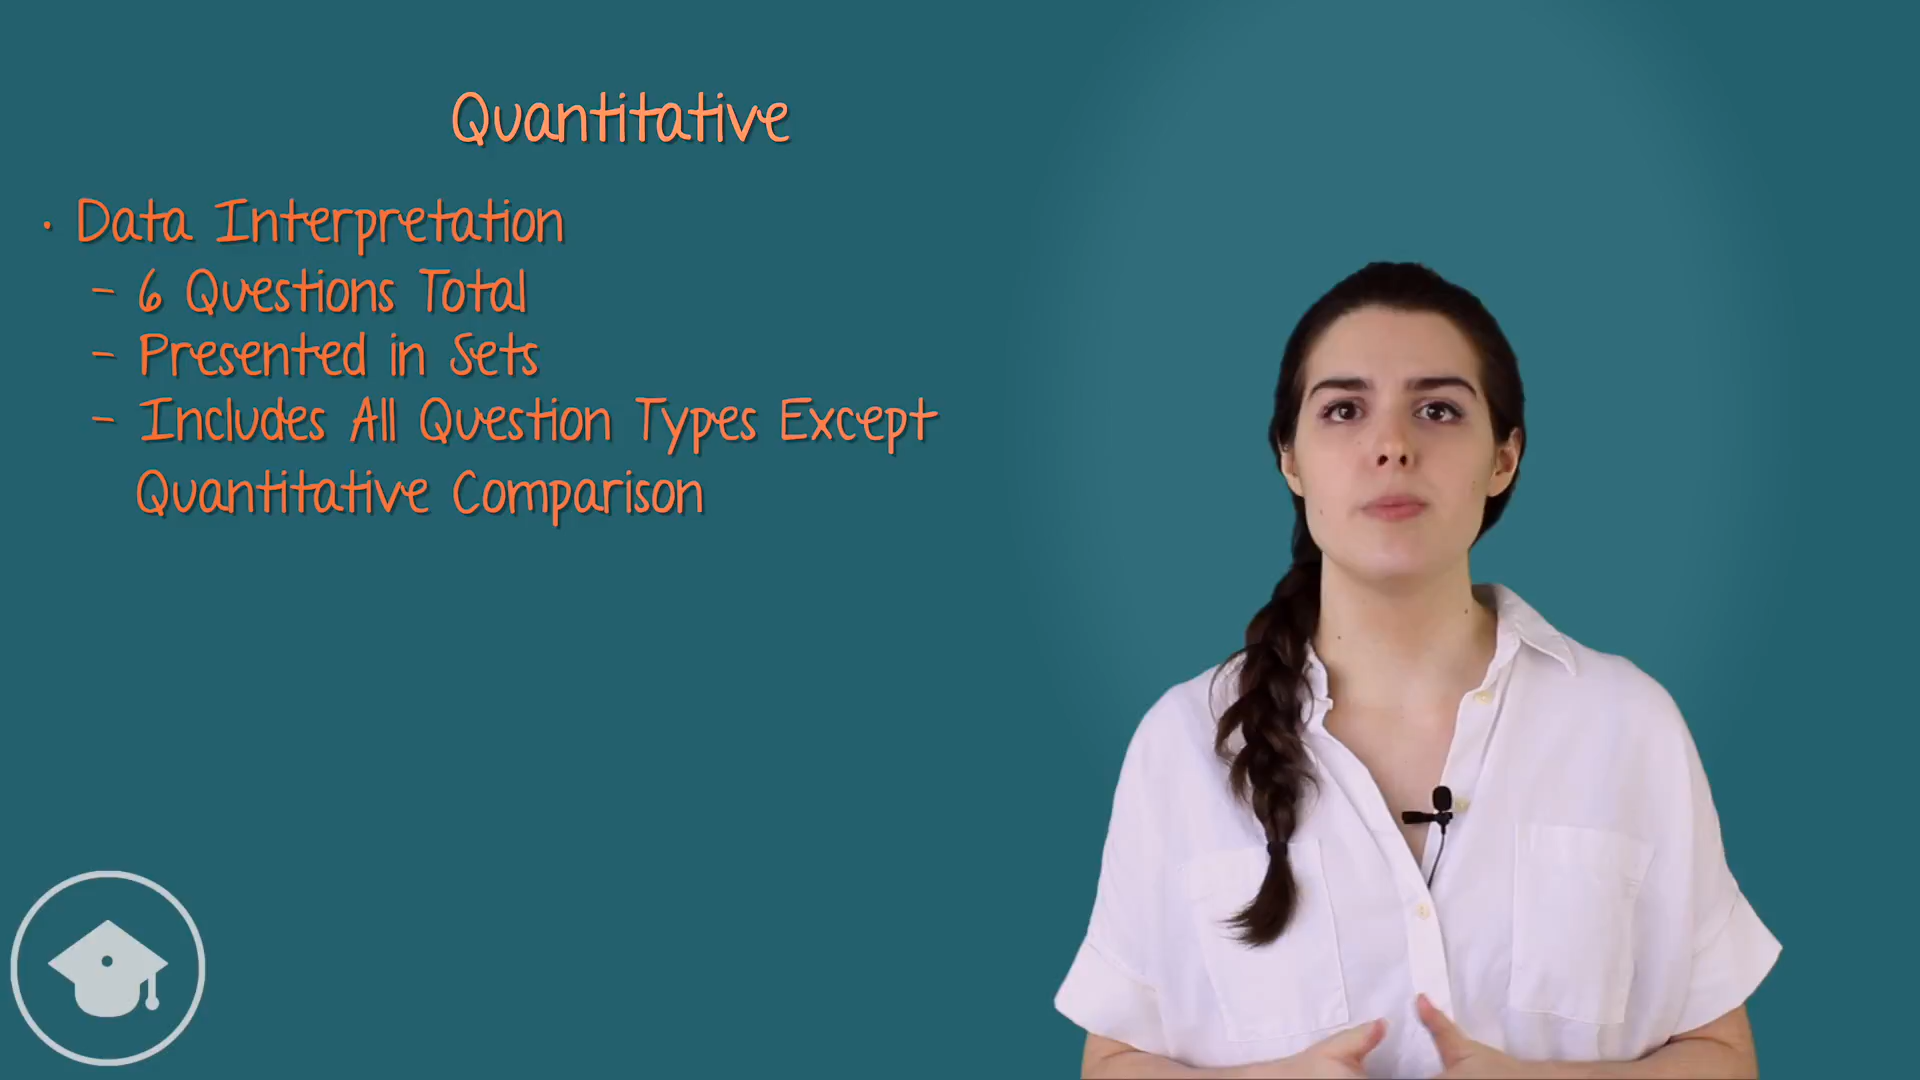 Quantitative
· Data Interpretation
- 6 Questions Total
- Presented in Sets
- Includes All Question Types Except
Quantitative Comparison